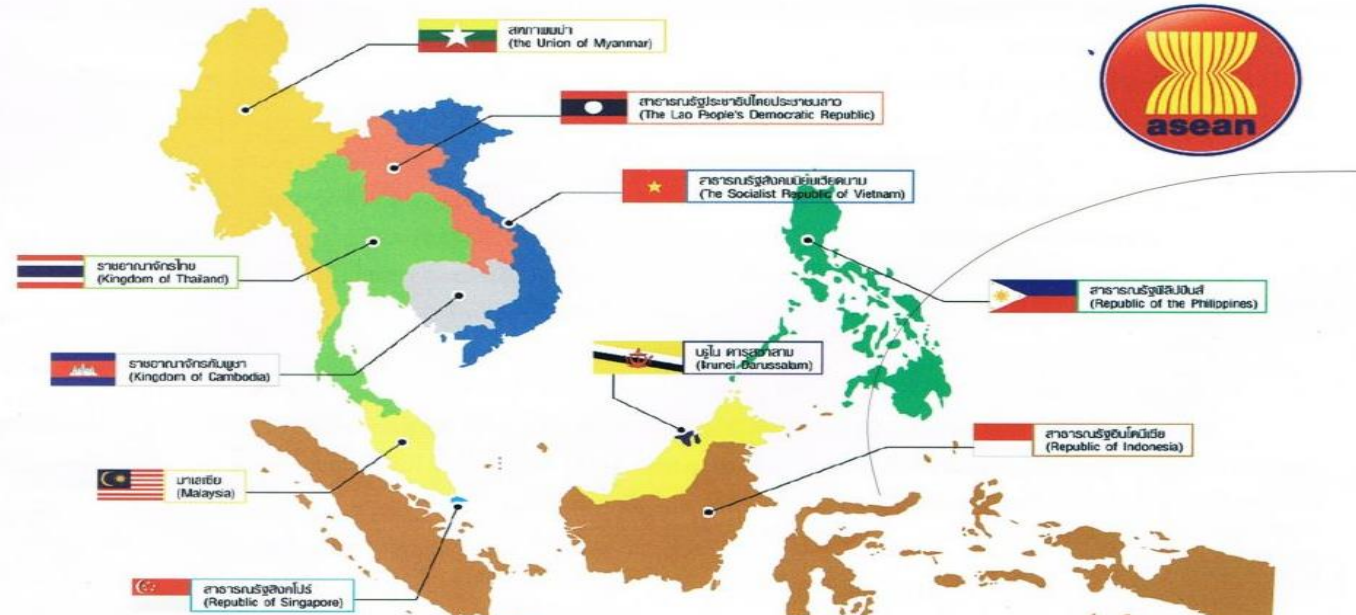 สหภาพพม่า
(the Union of Myanmar)
asean
สาธารณรัฐประชาธิปไตยประชาชนลาว
(The Lao People's Democratic Republic)
สาธารณรัฐสังคมนิยมเวียดนาม
(The Socialist Republic of Vietnam)
ราชอาณาจักรไทย
(Kingdom of Thailand)
สาธารณรัฐฟิลิปปินส์
(Republic of the Philippines)
ราชอาณาจักรกัมพูชา
(Kingdom of Cambodia)
บรูไน ดารุสซาลาม
(Brunei Darussalam)
สาธารณรัฐอินโดนีเซีย
(Republic of Indonesia)
มาเลเซีย
(Malaysia)
สาธารณรัฐสิงคโปร์
(Republic of Singapore)